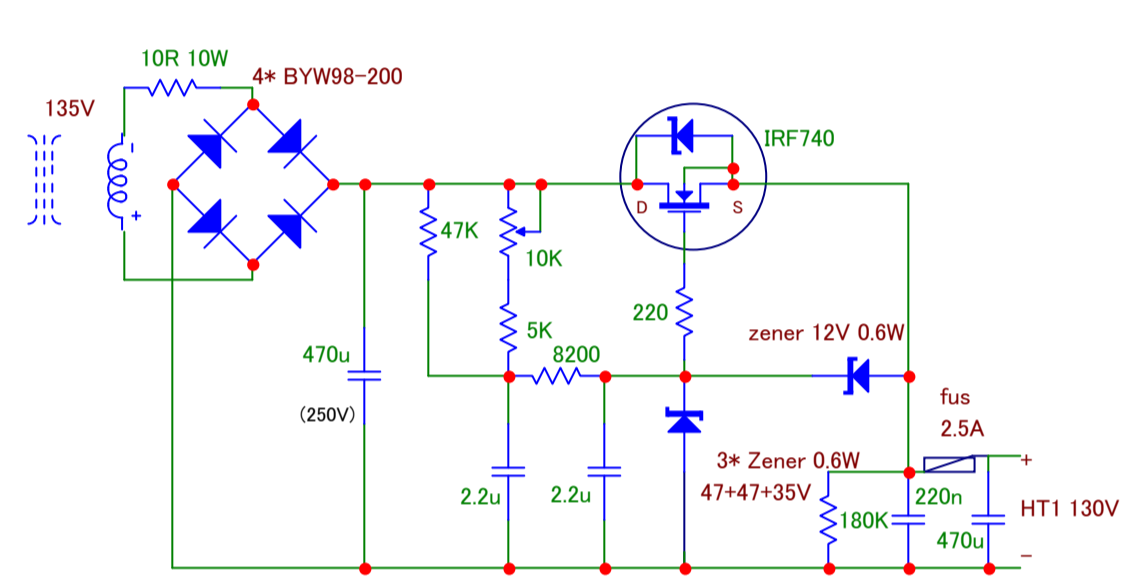 10R 10W
4* BYW98-200
135V
-
+
IRF740
D
S
47K
10K
220
5K
8200
zener 12V 0.6W
470u
(250V)
fus
2.5A
3* Zener 0.6W
47+47+35V
+
2.2u
2.2u
180K
220n
HT1 130V
470u
-